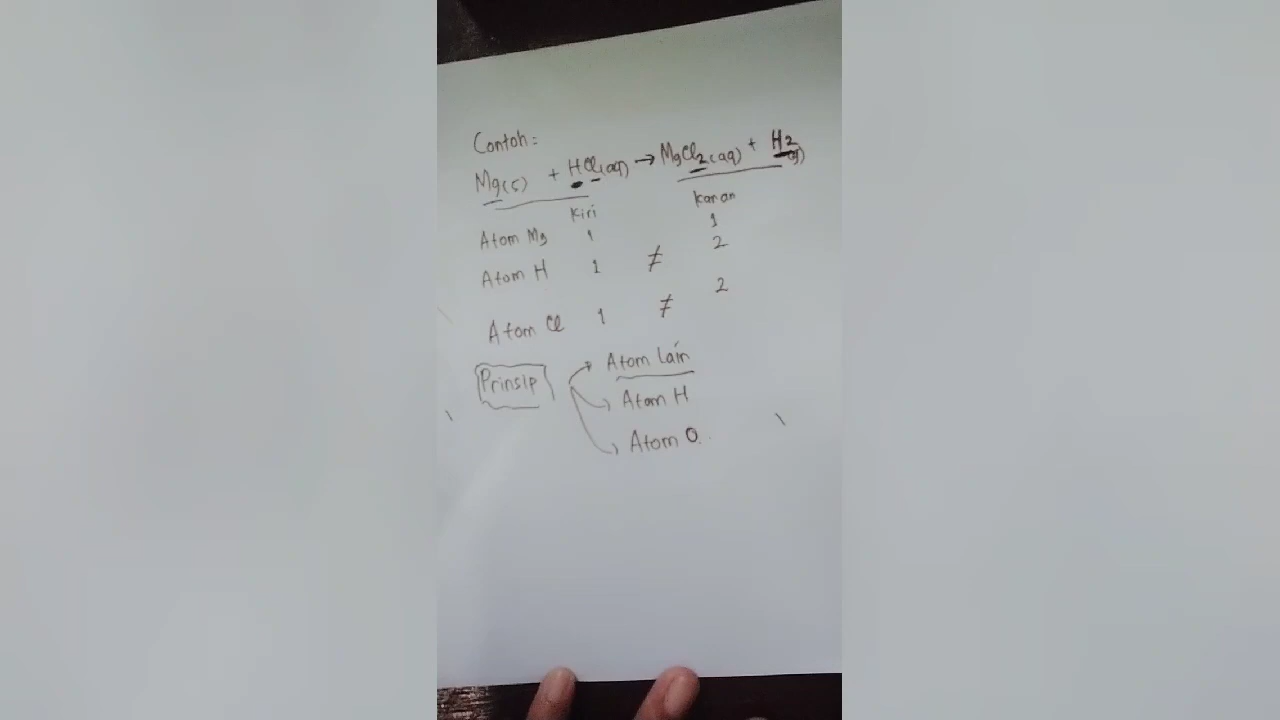 Contoh:
Mg(s) + HCl(aq) → MgCl2(aq) + H2(g)
Kiri Kanan
Atom Mg 1 1
Atom H 1 ≠ 2
Atom Cl 1 ≠ 2
Prinsip
Atom Lain
Atom H
Atom O